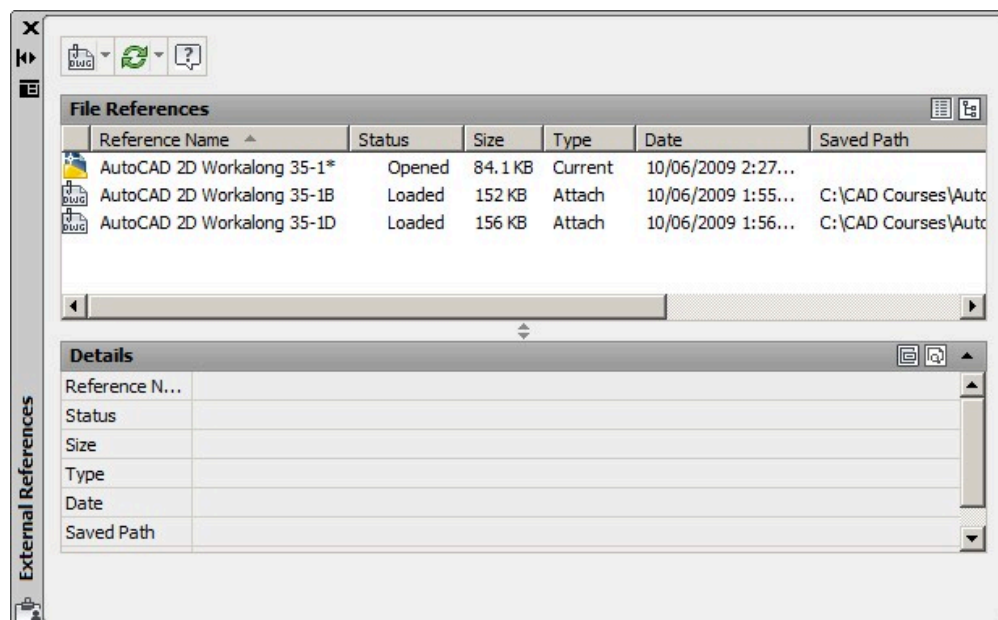 DWG
File References
Reference Name Status Size Type Date Saved Path
AutoCAD 2D Workalong 35-1* Opened 84.1 KB Current 10/06/2009 2:27...
DWG AutoCAD 2D Workalong 35-1B Loaded 152 KB Attach 10/06/2009 1:55... C:\CAD Courses\Auto
DWG AutoCAD 2D Workalong 35-1D Loaded 156 KB Attach 10/06/2009 1:56... C:\CAD Courses\Auto
Details
Reference N...
Status
Size
Type
Date
Saved Path
External References